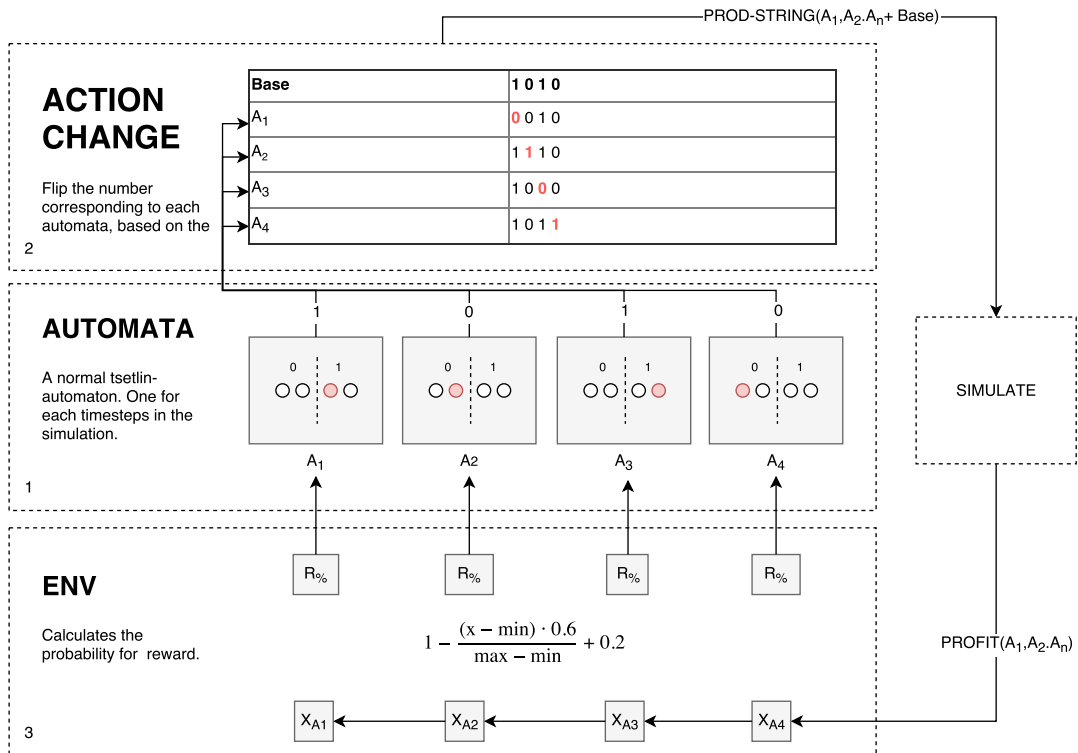 PROD-STRING(A1,A2.An+ Base)
ACTION
CHANGE
Flip the number
corresponding to each
automata, based on the
2
Base 1 0 1 0
A1 0 0 1 0
A2 1 1 1 0
A3 1 0 0 0
A4 1 0 1 1
1 0 1 0
AUTOMATA
A normal tsetlin-
automaton. One for
each timesteps in the
simulation.
1
0 1 0 1 0 1 0 1
A1 A2 A3 A4
SIMULATE
ENV
Calculates the
probability for reward.
3
R% R% R% R%
1 − (x − min) · 0.6 / max − min + 0.2
PROFIT(A1,A2.An)
XA1 XA2 XA3 XA4